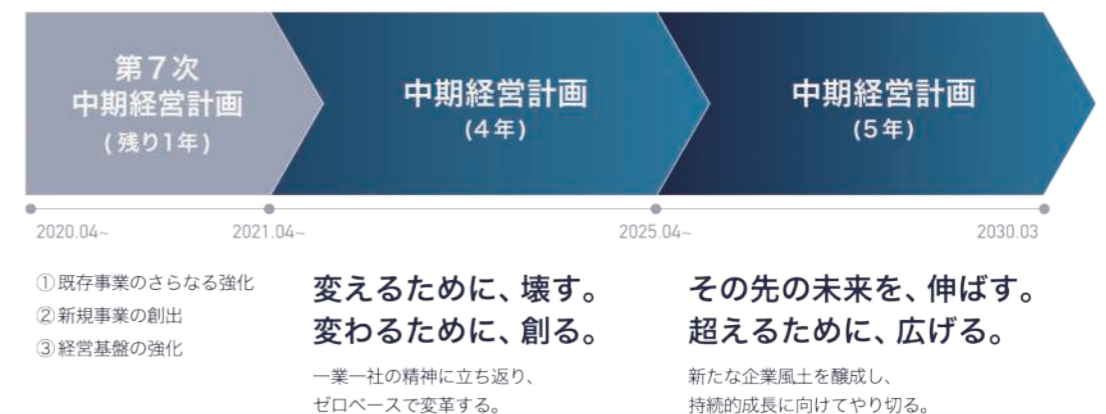 第7次
中期経営計画
(残り1年)
中期経営計画
(4年)
中期経営計画
(5年)
2020.04~
2021.04~
2025.04~
2030.03
①既存事業のさらなる強化
②新規事業の創出
③経営基盤の強化
変えるために、壊す。
変わるために、創る。
一業一社の精神に立ち返り、
ゼロベースで変革する。
その先の未来を、伸ばす。
超えるために、広げる。
新たな企業風土を醸成し、
持続的成長に向けてやり切る。